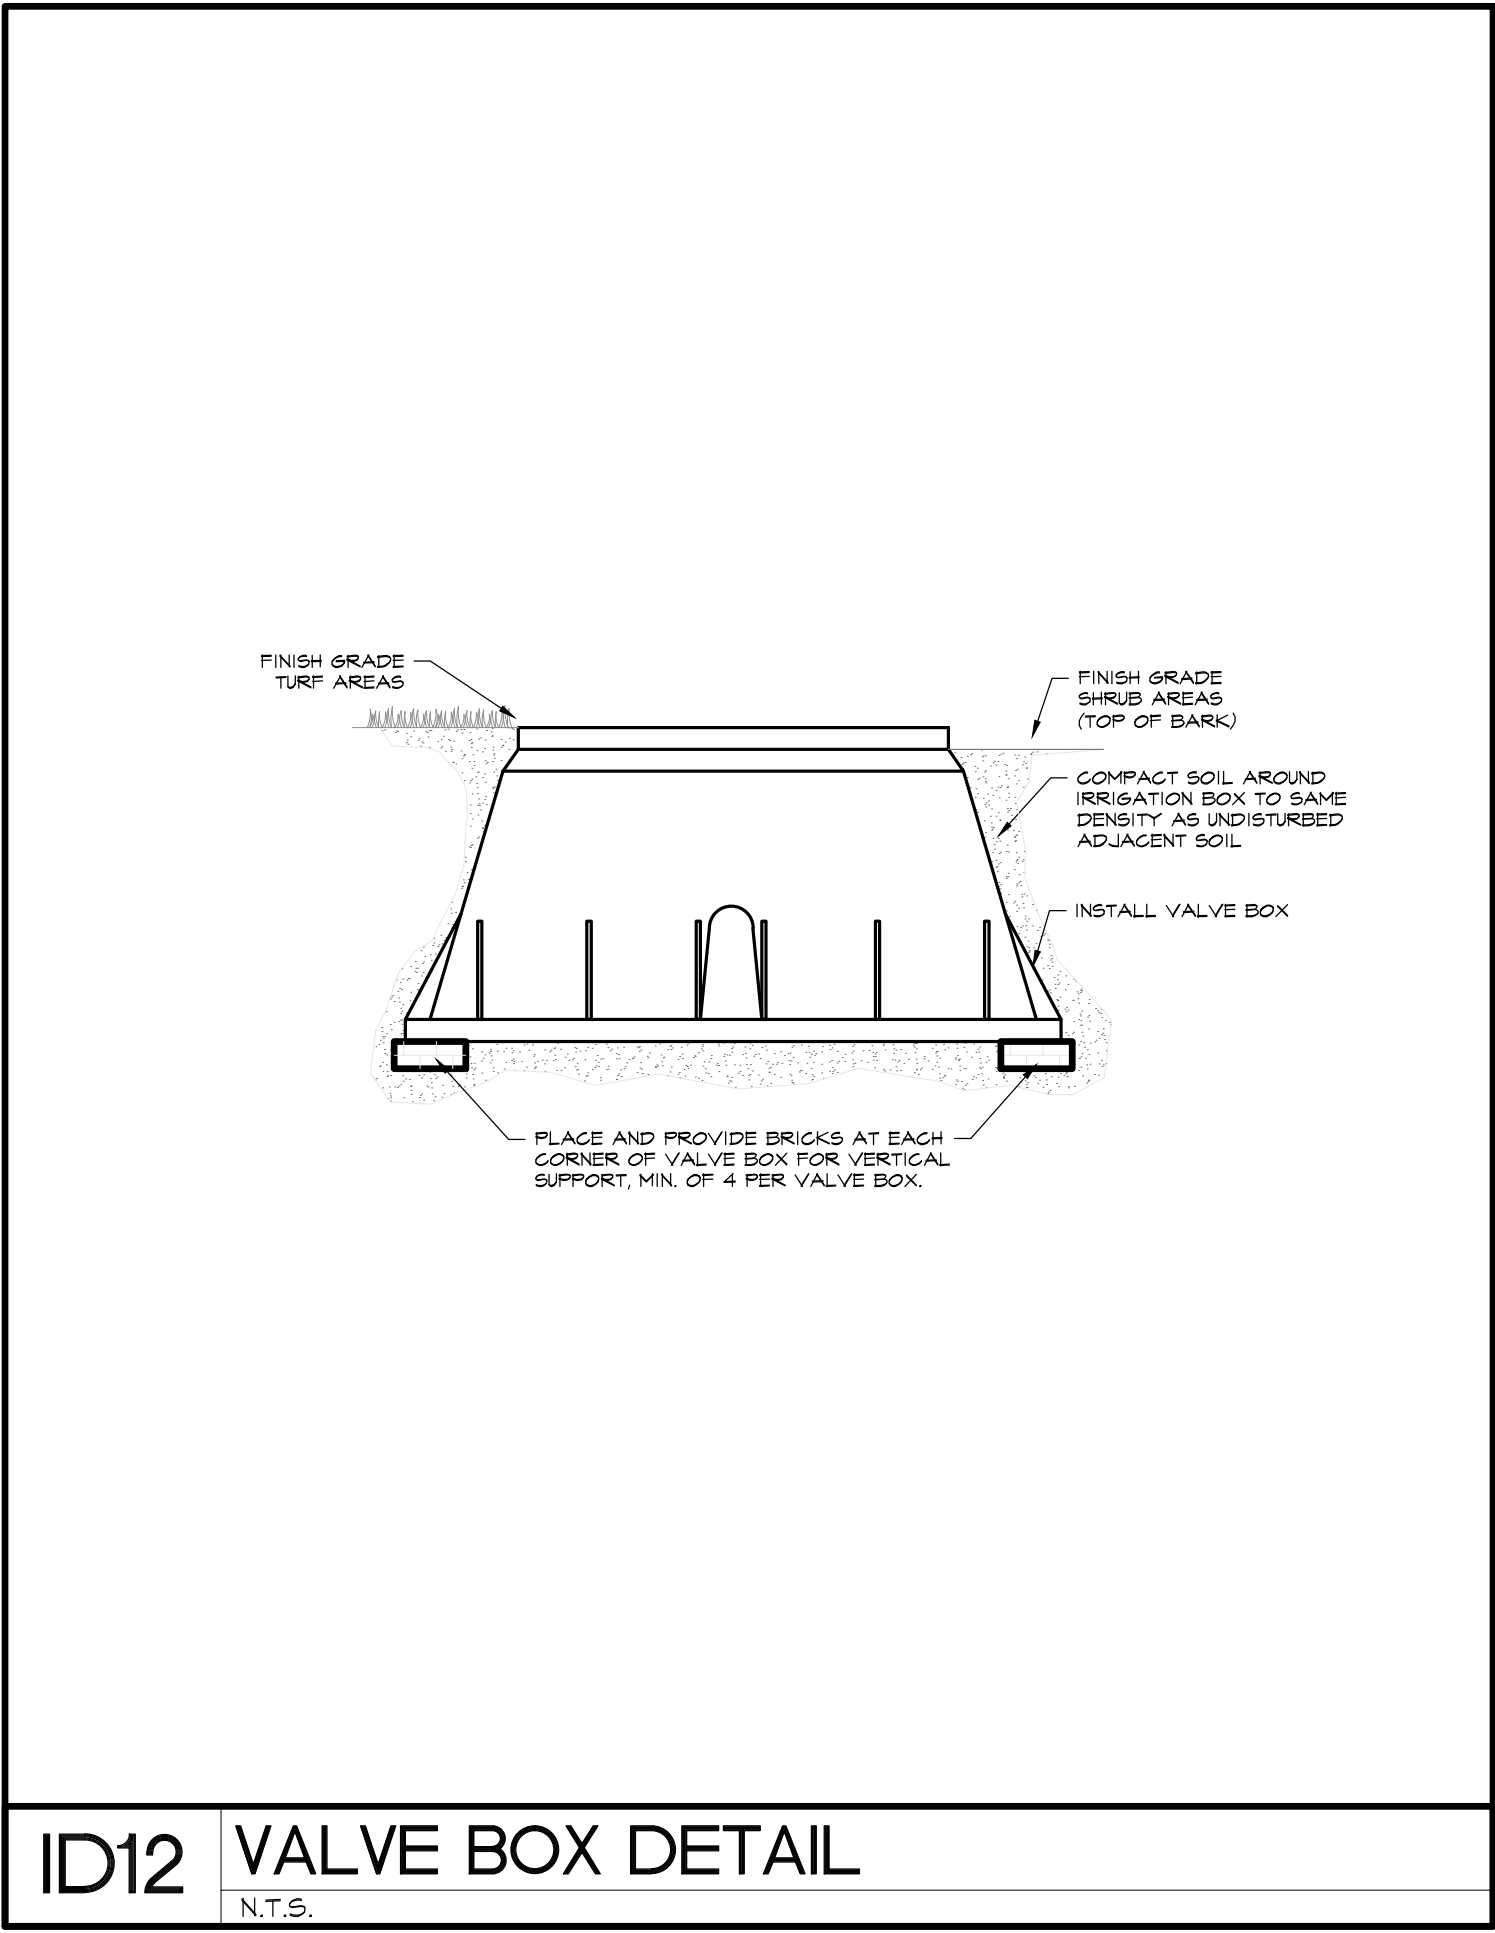 FINISH GRADE
TURF AREAS
FINISH GRADE
SHRUB AREAS
(TOP OF BARK)
COMPACT SOIL AROUND
IRRIGATION BOX TO SAME
DENSITY AS UNDISTURBED
ADJACENT SOIL
INSTALL VALVE BOX
PLACE AND PROVIDE BRICKS AT EACH
CORNER OF VALVE BOX FOR VERTICAL
SUPPORT, MIN. OF 4 PER VALVE BOX.
ID12
VALVE BOX DETAIL
N.T.S.